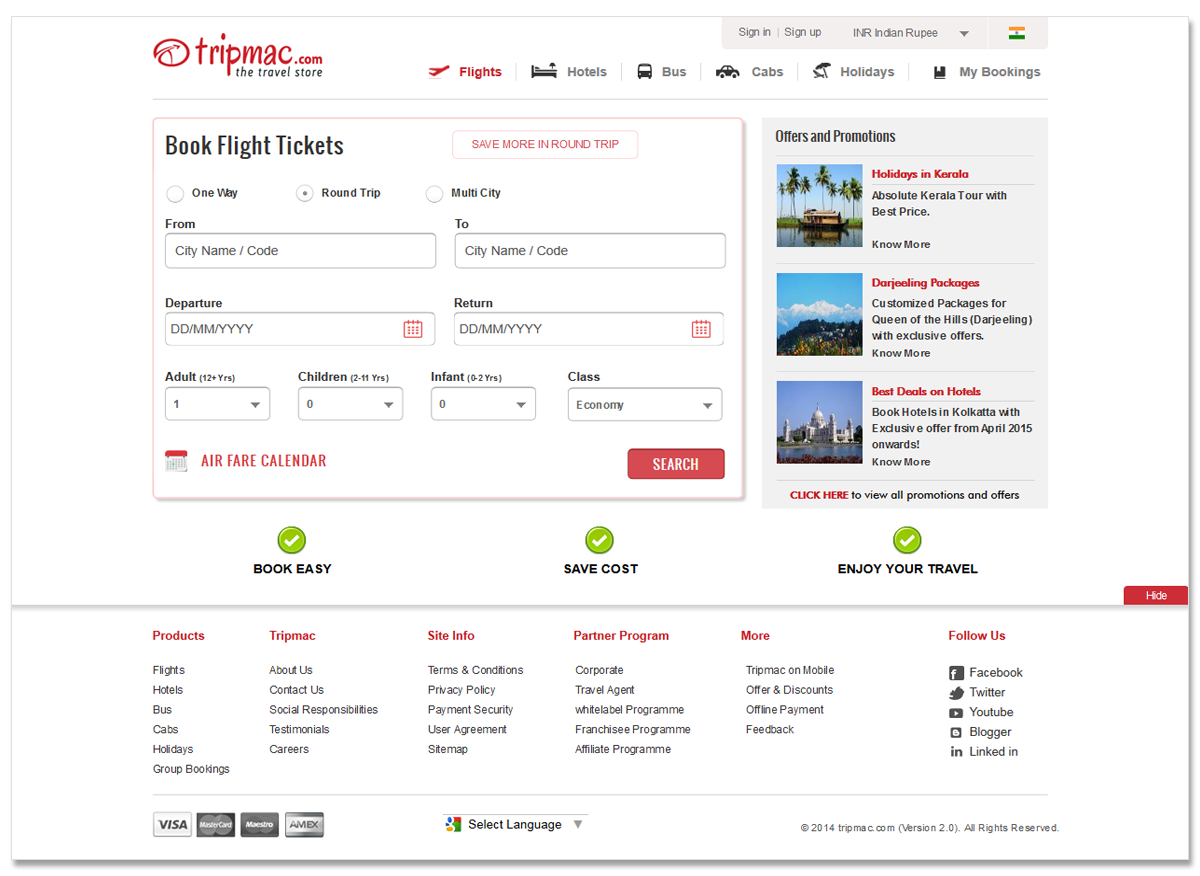 Sign in | Sign up INR Indian Rupee
tripmac.com
the travel store
Flights Hotels Bus Cabs Holidays My Bookings
Book Flight Tickets
SAVE MORE IN ROUND TRIP
One Way Round Trip Multi City
From To
City Name / Code City Name / Code
Departure Return
DD/MM/YYYY DD/MM/YYYY
Adult (12+ Yrs) Children (2-11 Yrs) Infant (0-2 Yrs) Class
1 0 0 Economy
AIR FARE CALENDAR
SEARCH
Offers and Promotions
Holidays in Kerala
Absolute Kerala Tour with
Best Price.
Know More
Darjeeling Packages
Customized Packages for
Queen of the Hills (Darjeeling)
with exclusive offers.
Know More
Best Deals on Hotels
Book Hotels in Kolkatta with
Exclusive offer from April 2015
onwards!
Know More
CLICK HERE to view all promotions and offers
BOOK EASY SAVE COST ENJOY YOUR TRAVEL
Hide
Products
Flights
Hotels
Bus
Cabs
Holidays
Group Bookings
Tripmac
About Us
Contact Us
Social Responsibilities
Testimonials
Careers
Site Info
Terms & Conditions
Privacy Policy
Payment Security
User Agreement
Sitemap
Partner Program
Corporate
Travel Agent
whitelabel Programme
Franchisee Programme
Affiliate Programme
More
Tripmac on Mobile
Offer & Discounts
Offline Payment
Feedback
Follow Us
Facebook
Twitter
Youtube
Blogger
Linked in
VISA MasterCard Maestro AMEX
Select Language
© 2014 tripmac.com (Version 2.0). All Rights Reserved.